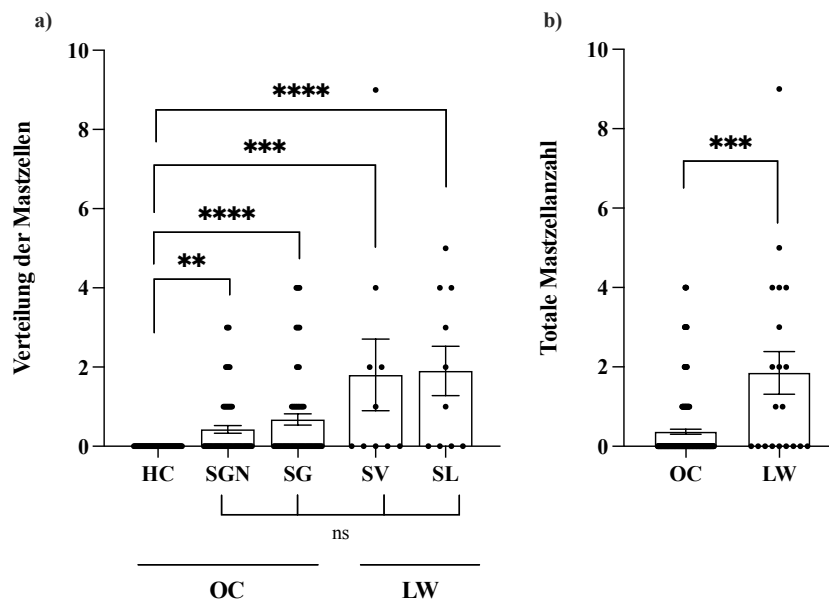 a)
Verteilung der Mastzellen
10
8
6
4
2
0
****
***
****
**
HC SGN SG SV SL
ns
OC LW
b)
Totale Mastzellanzahl
10
8
6
4
2
0
***
OC LW